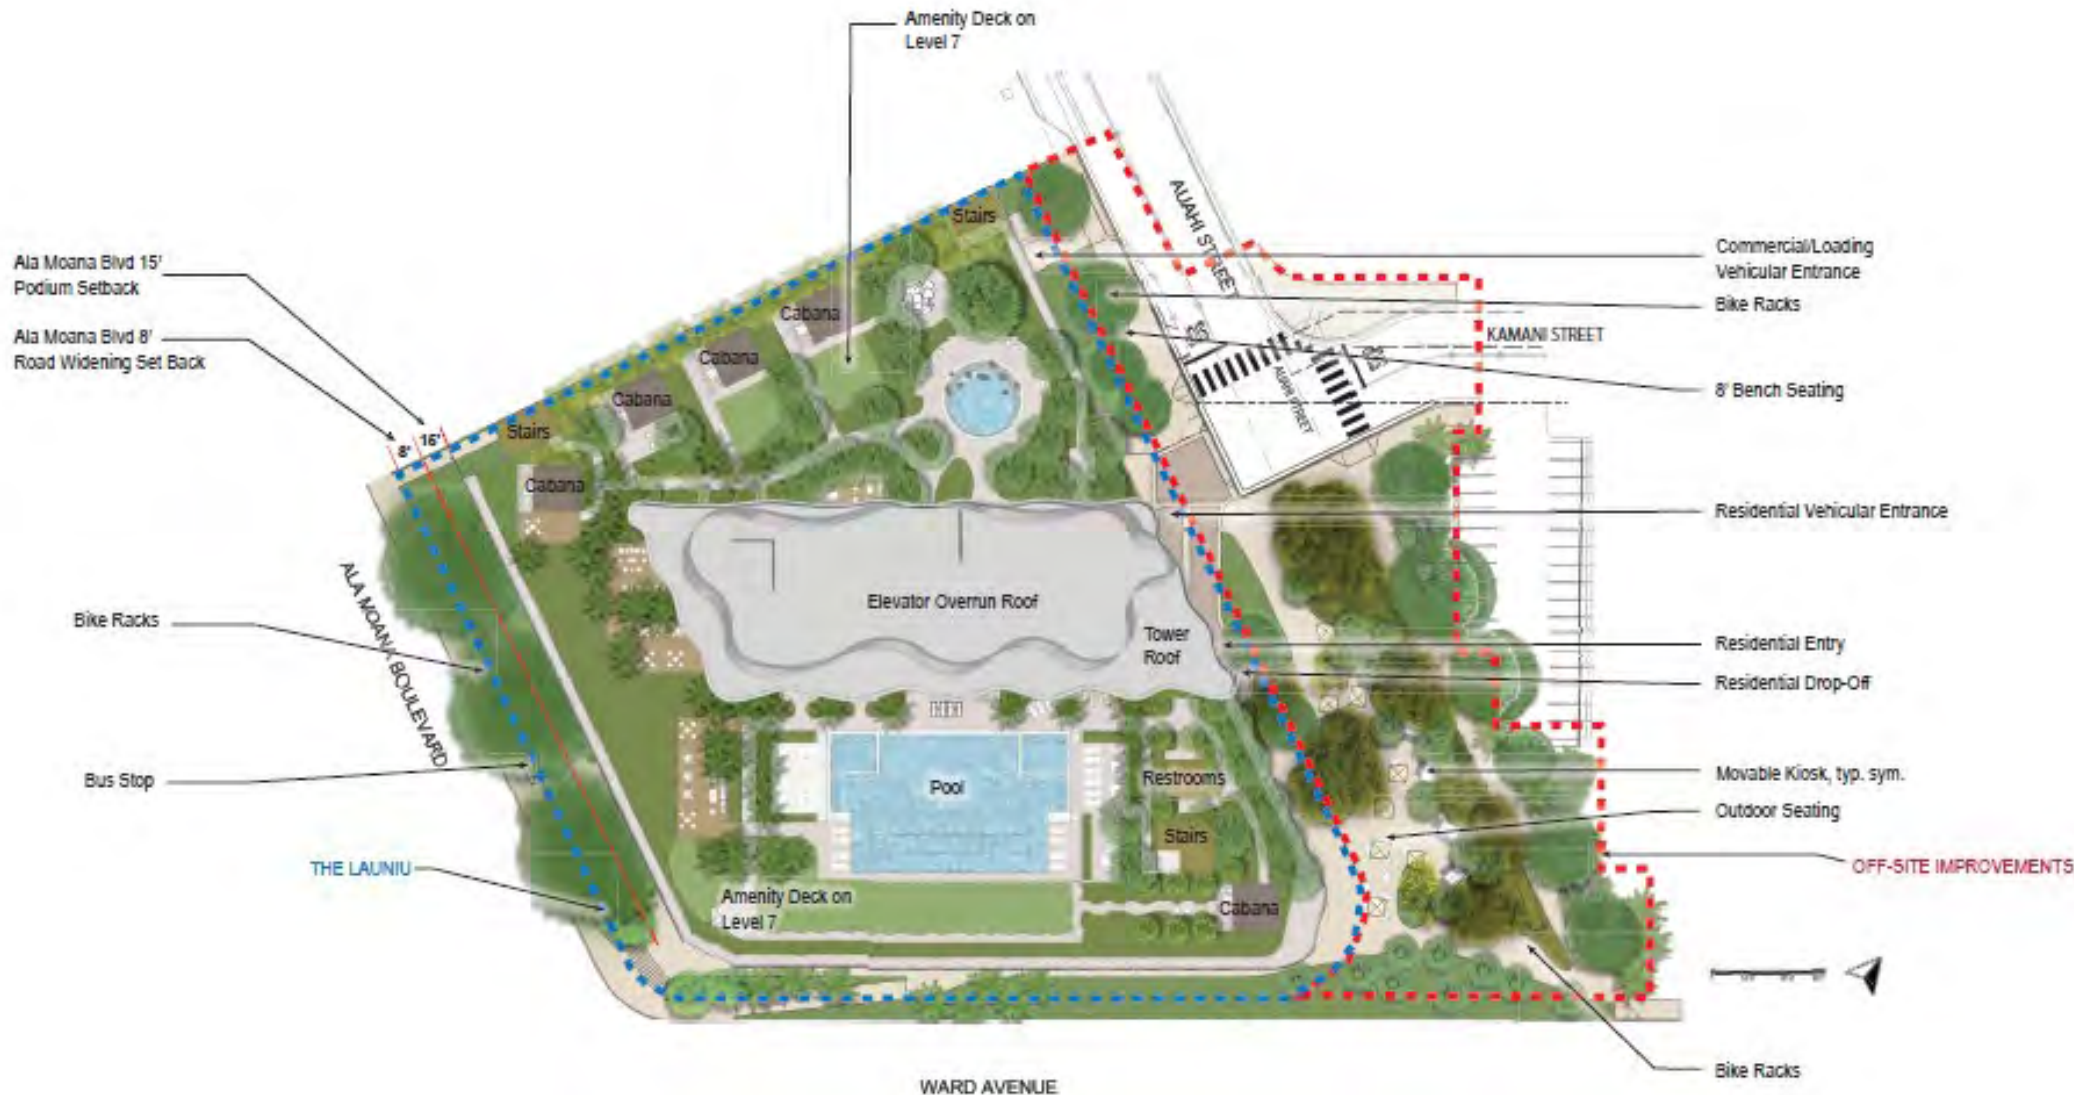 Amenity Deck on
Level 7
Ala Moana Blvd 15'
Podium Setback
Ala Moana Blvd 8'
Road Widening Set Back
8'
15'
Stairs
Cabana
Cabana
Cabana
Stairs
Cabana
AUAHI STREET
KAMANI STREET
AUAHI STREET
Commercial/Loading
Vehicular Entrance
Bike Racks
8' Bench Seating
Residential Vehicular Entrance
Elevator Overrun Roof
Tower
Roof
Residential Entry
Residential Drop-Off
Bike Racks
ALA MOANA BOULEVARD
Bus Stop
THE LAUNIU
Pool
Restrooms
Stairs
Movable Kiosk, typ. sym.
Outdoor Seating
OFF-SITE IMPROVEMENTS
Amenity Deck on
Level 7
Cabana
Bike Racks
WARD AVENUE